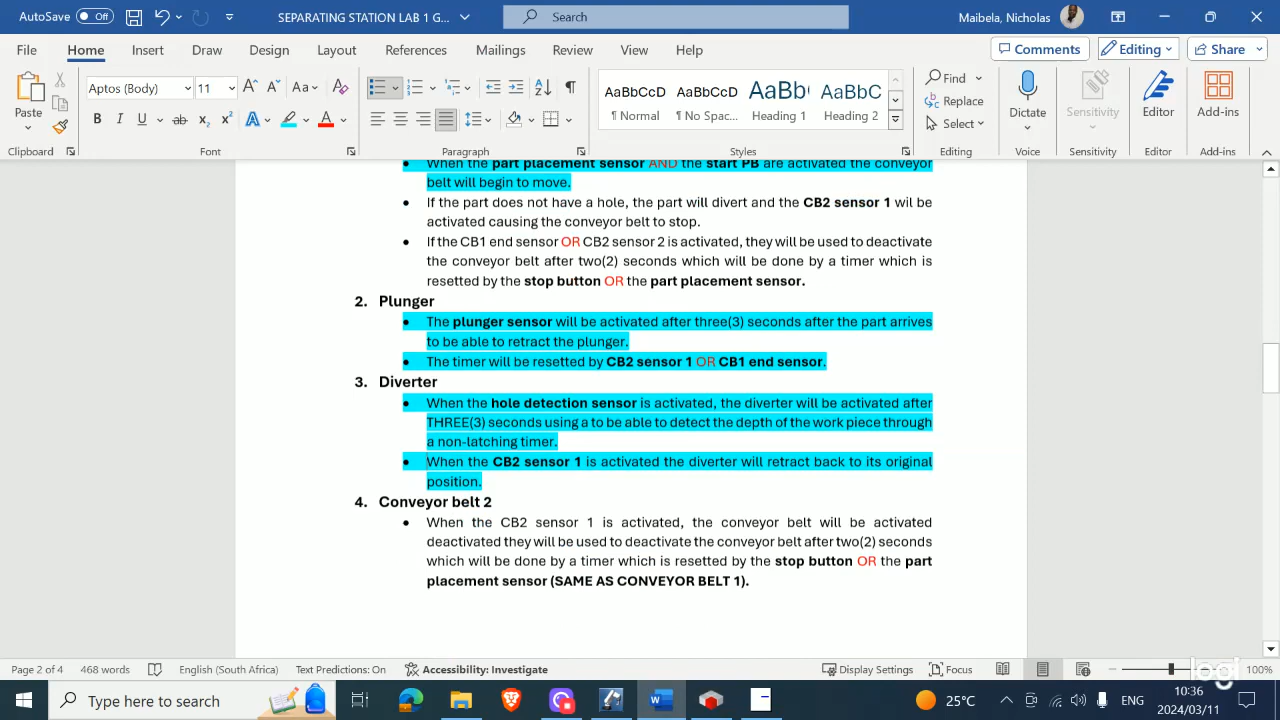 AutoSave Off SEPARATING STATION LAB 1 G... Search Maibela, Nicholas
File Home Insert Draw Design Layout References Mailings Review View Help Comments Editing Share
Paste Aptos (Body) 11 Aa AaBbCcD AaBbCcD AaBb( AaBbC Find Replace Select Dictate Sensitivity Editor Add-ins
¶ Normal ¶ No Spac... Heading 1 Heading 2
Clipboard Font Paragraph Styles Editing Voice Sensitivity Editor Add-ins
• When the part placement sensor AND the start PB are activated the conveyor
belt will begin to move.
• If the part does not have a hole, the part will divert and the CB2 sensor 1 wil be
activated causing the conveyor belt to stop.
• If the CB1 end sensor OR CB2 sensor 2 is activated, they will be used to deactivate
the conveyor belt after two(2) seconds which will be done by a timer which is
resetted by the stop button OR the part placement sensor.
2. Plunger
• The plunger sensor will be activated after three(3) seconds after the part arrives
to be able to retract the plunger.
• The timer will be resetted by CB2 sensor 1 OR CB1 end sensor.
3. Diverter
• When the hole detection sensor is activated, the diverter will be activated after
THREE(3) seconds using a to be able to detect the depth of the work piece through
a non-latching timer.
• When the CB2 sensor 1 is activated the diverter will retract back to its original
position.
4. Conveyor belt 2
• When the CB2 sensor 1 is activated, the conveyor belt will be activated
deactivated they will be used to deactivate the conveyor belt after two(2) seconds
which will be done by a timer which is resetted by the stop button OR the part
placement sensor (SAME AS CONVEYOR BELT 1).
Page 2 of 4 468 words English (South Africa) Text Predictions: On Accessibility: Investigate Display Settings Focus 100%
Type here to search 25°C ENG 10:36
2024/03/11